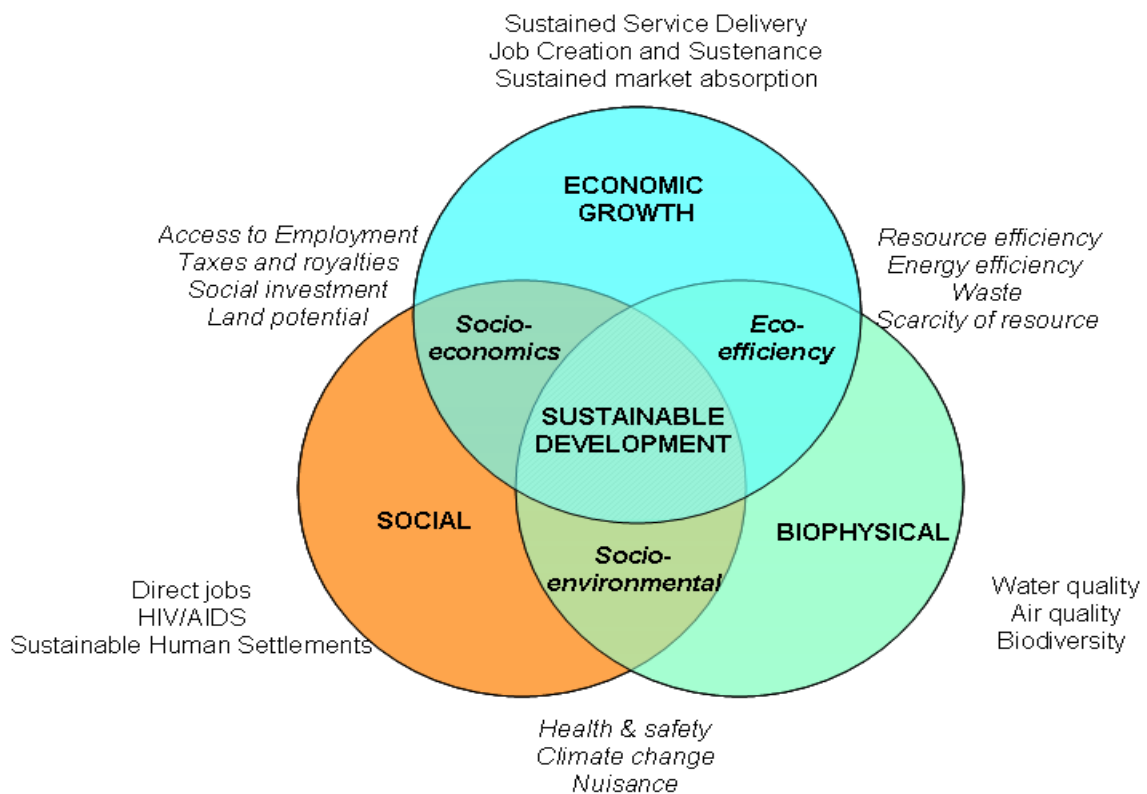 Sustained Service Delivery
Job Creation and Sustenance
Sustained market absorption
ECONOMIC
GROWTH
Access to Employment
Taxes and royalties
Social investment
Land potential
Resource efficiency
Energy efficiency
Waste
Scarcity of resource
Socio-
economics
Eco-
efficiency
SUSTAINABLE
DEVELOPMENT
SOCIAL
BIOPHYSICAL
Socio-
environmental
Direct jobs
HIV/AIDS
Sustainable Human Settlements
Water quality
Air quality
Biodiversity
Health & safety
Climate change
Nuisance